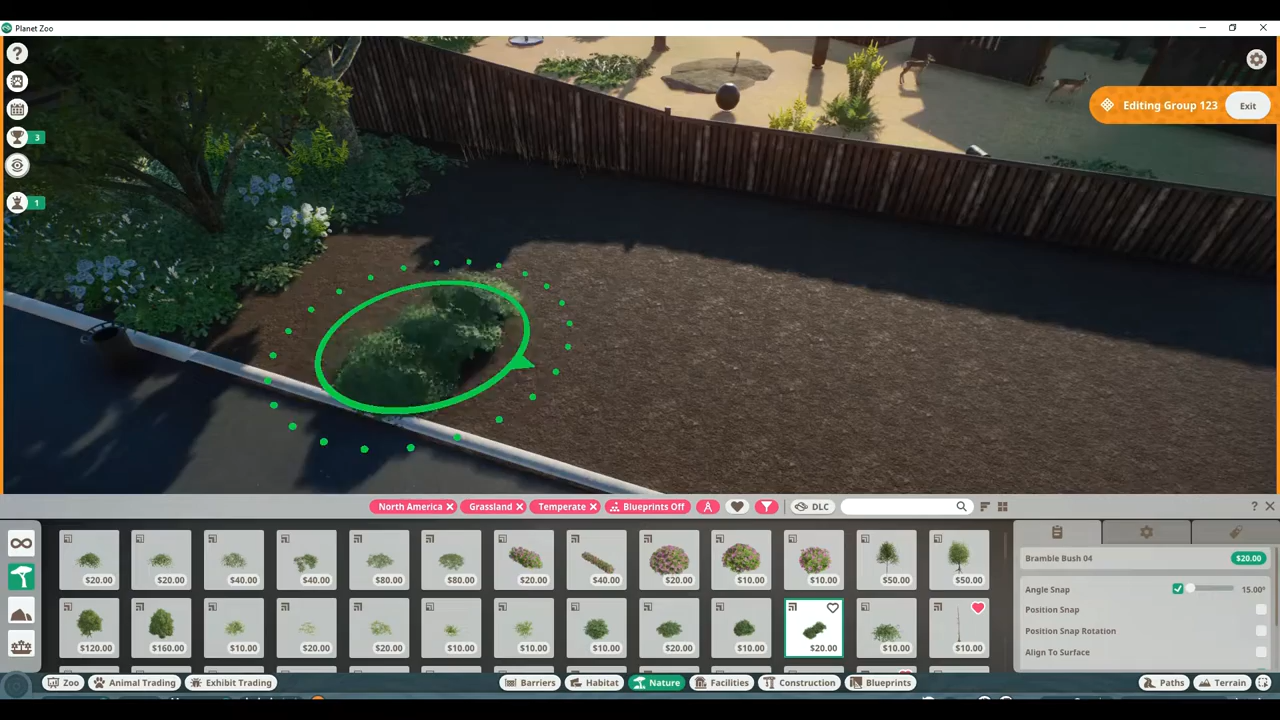 Planet Zoo
3
1
Editing Group 123 Exit
North America Grassland Temperate Blueprints Off DLC
$20.00 $20.00 $40.00 $40.00 $80.00 $80.00 $20.00 $40.00 $20.00 $10.00 $10.00 $50.00 $50.00
$120.00 $160.00 $10.00 $20.00 $20.00 $10.00 $10.00 $10.00 $20.00 $10.00 $20.00 $10.00 $10.00
Bramble Bush 04 $20.00
Angle Snap 15.00°
Position Snap
Position Snap Rotation
Align To Surface
Zoo Animal Trading Exhibit Trading Barriers Habitat Nature Facilities Construction Blueprints Paths Terrain